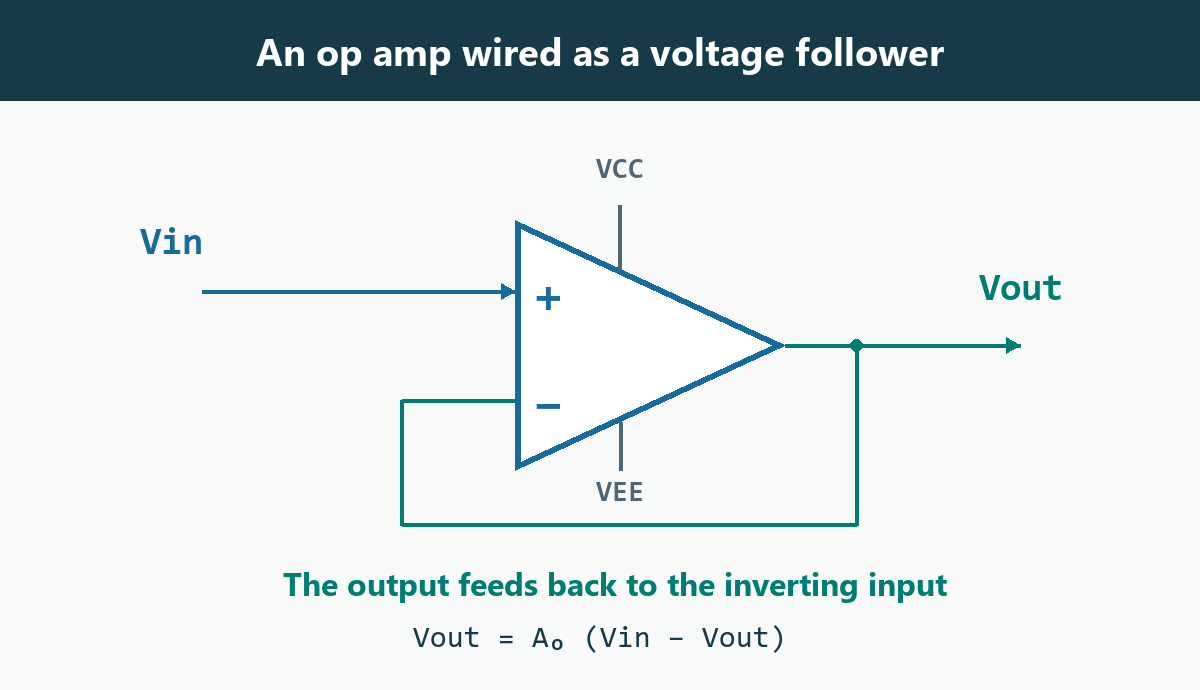 An op amp wired as a voltage follower
VCC
Vin
Vout
+
−
VEE
The output feeds back to the inverting input
Vout = Aₒ (Vin − Vout)